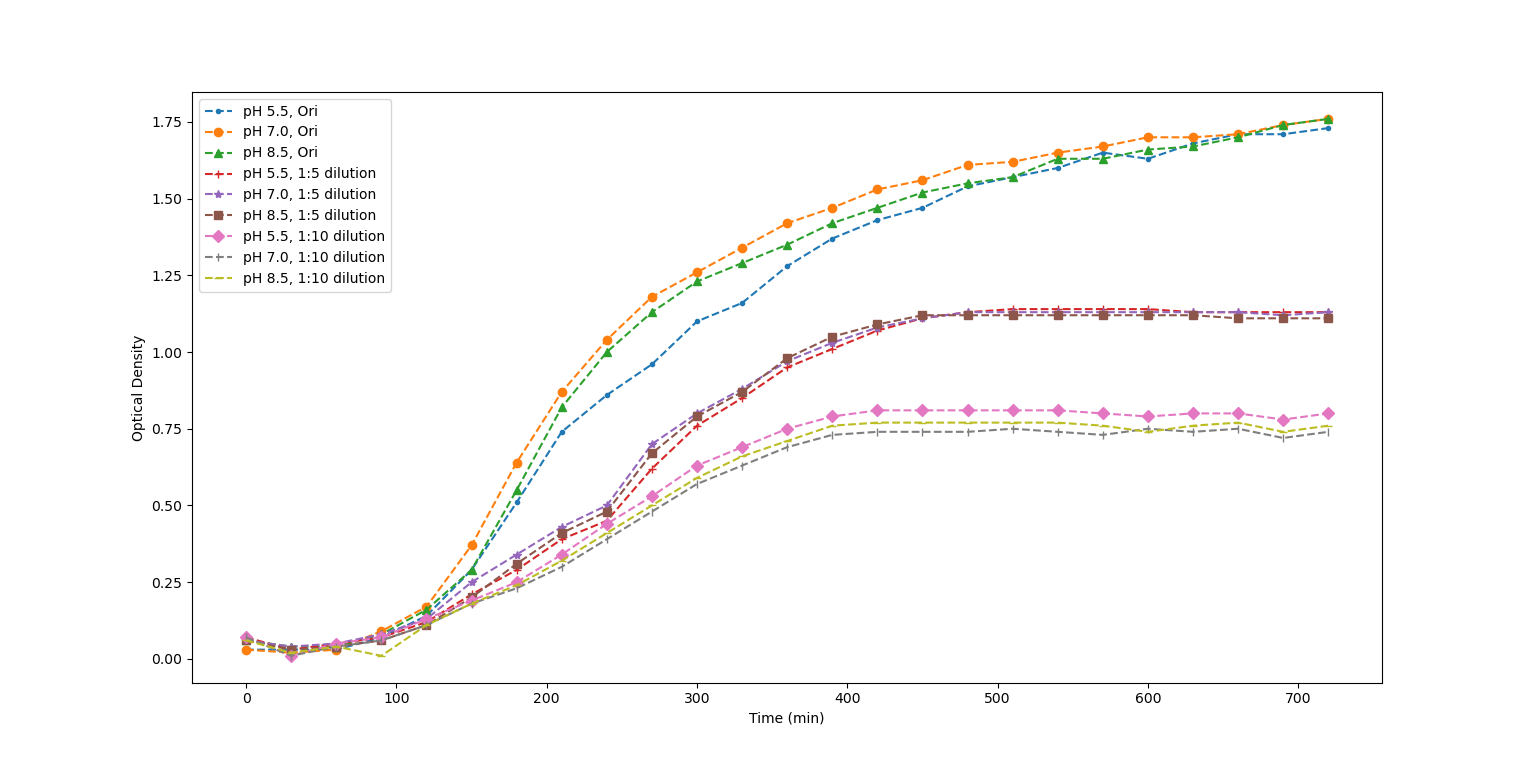 pH 5.5, Ori
pH 7.0, Ori
pH 8.5, Ori
pH 5.5, 1:5 dilution
pH 7.0, 1:5 dilution
pH 8.5, 1:5 dilution
pH 5.5, 1:10 dilution
pH 7.0, 1:10 dilution
pH 8.5, 1:10 dilution
1.75
1.50
1.25
1.00
0.75
0.50
0.25
0.00
Optical Density
0 100 200 300 400 500 600 700
Time (min)